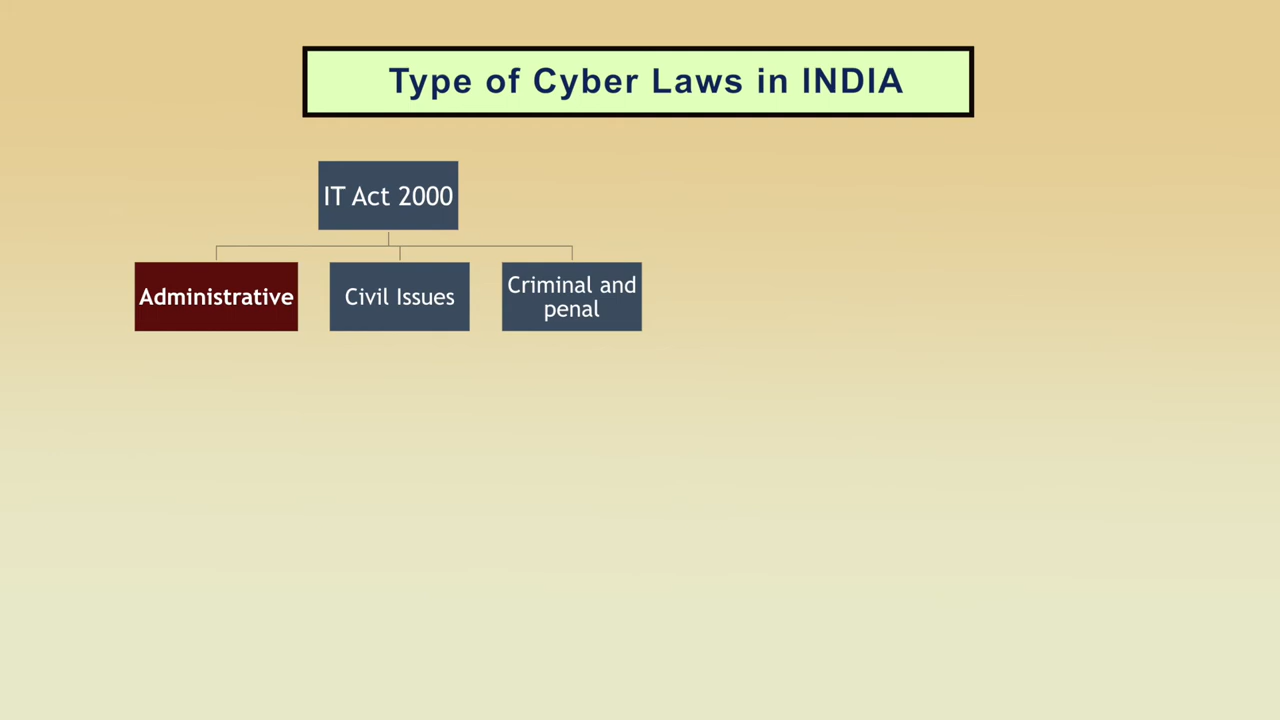 Type of Cyber Laws in INDIA
IT Act 2000
Administrative
Civil Issues
Criminal and
penal